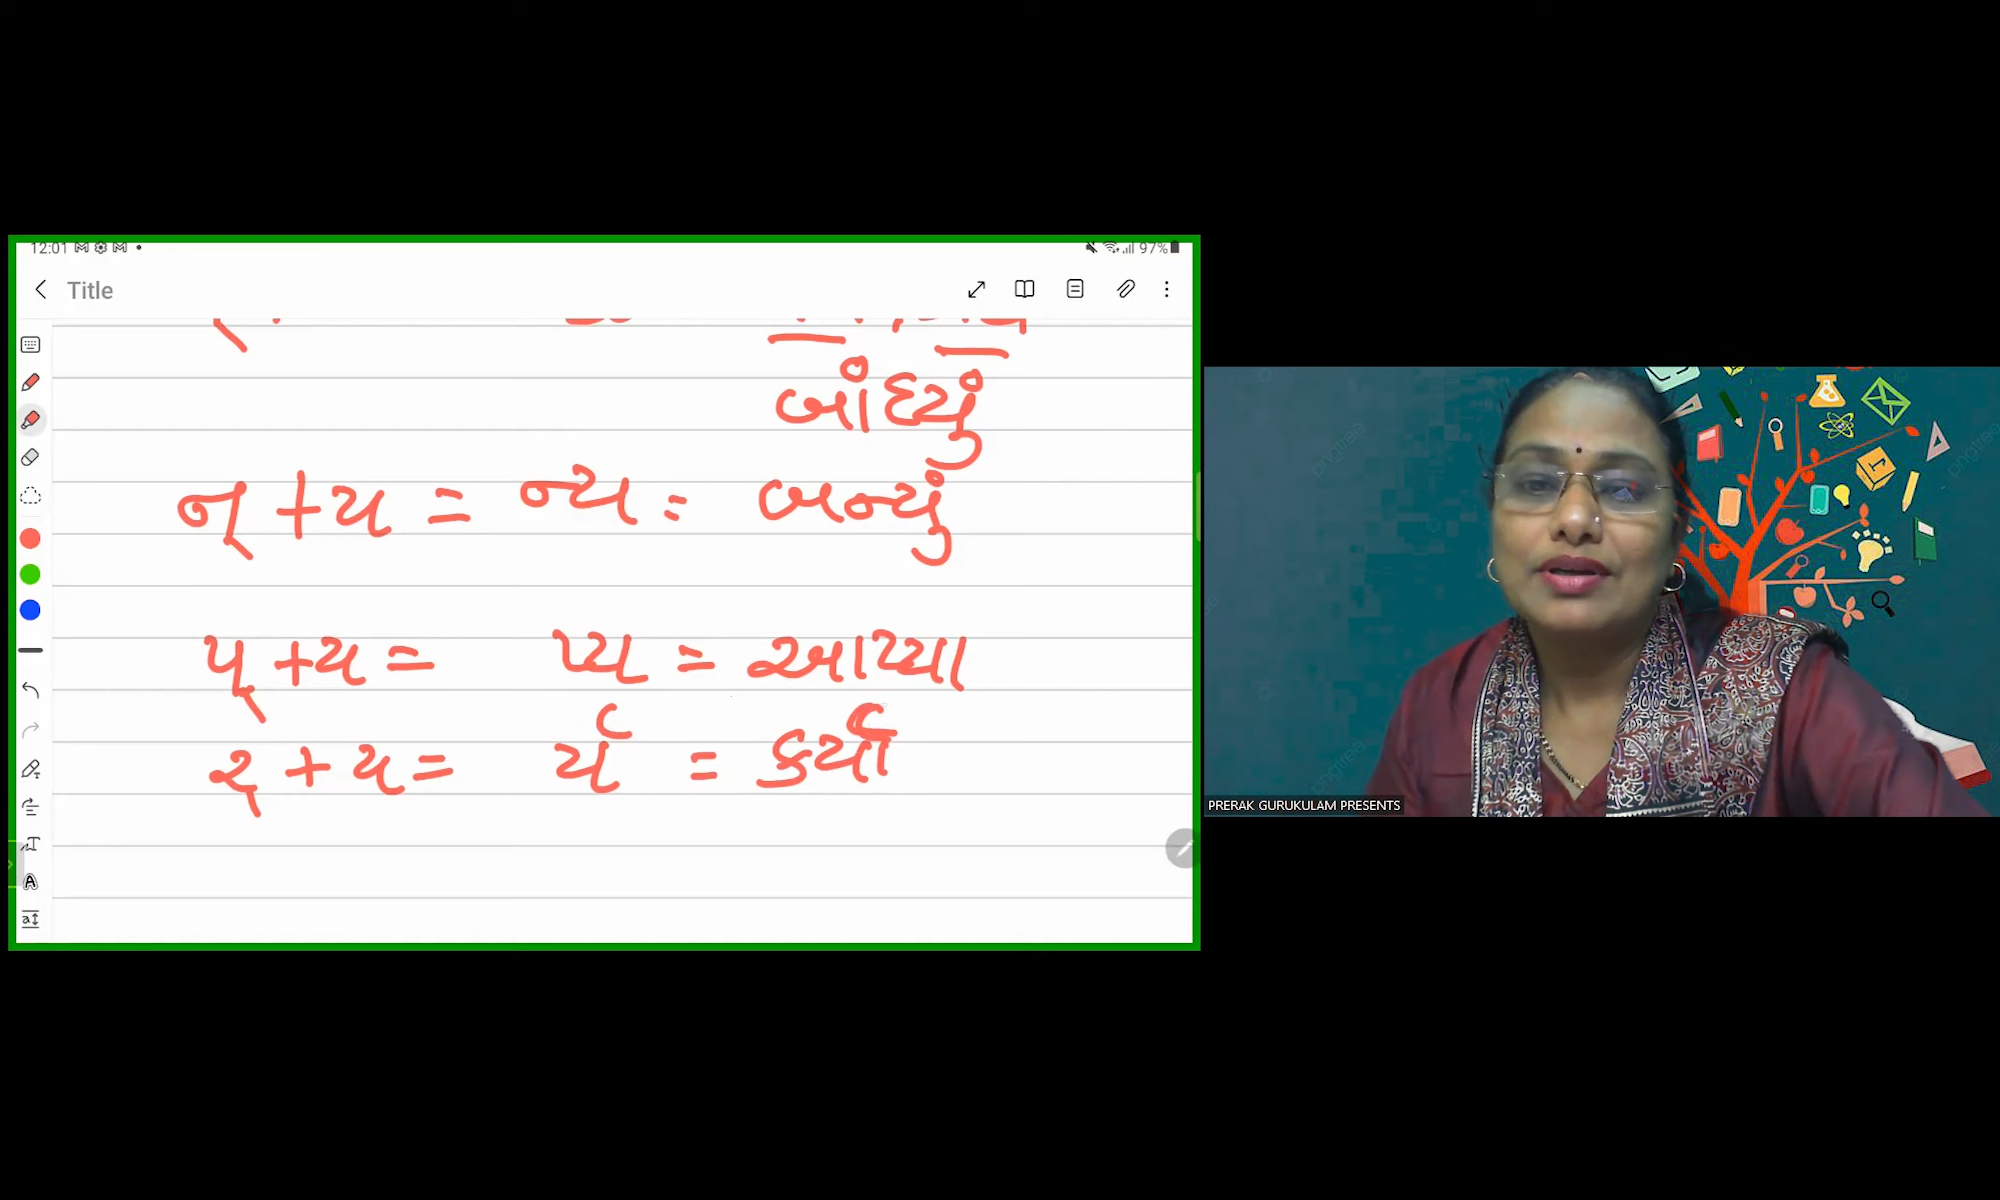 12:01
97%
Title
બાંધ્યું
ન્ + ય = ન્ય = બન્યું
પ્ + ય = પ્ય = આપ્યા
ર્ + ય = ર્ય = કર્યા
PRERAK GURUKULAM PRESENTS